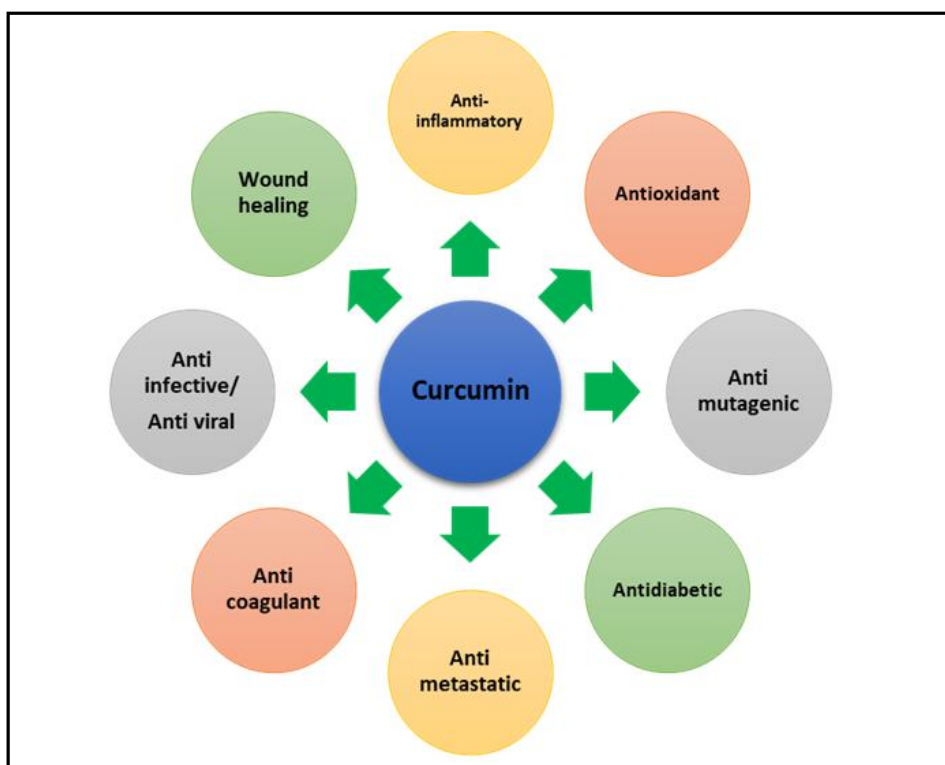 Anti-
inflammatory
Wound
healing
Antioxidant
Anti
infective/
Anti viral
Curcumin
Anti
mutagenic
Anti
coagulant
Antidiabetic
Anti
metastatic